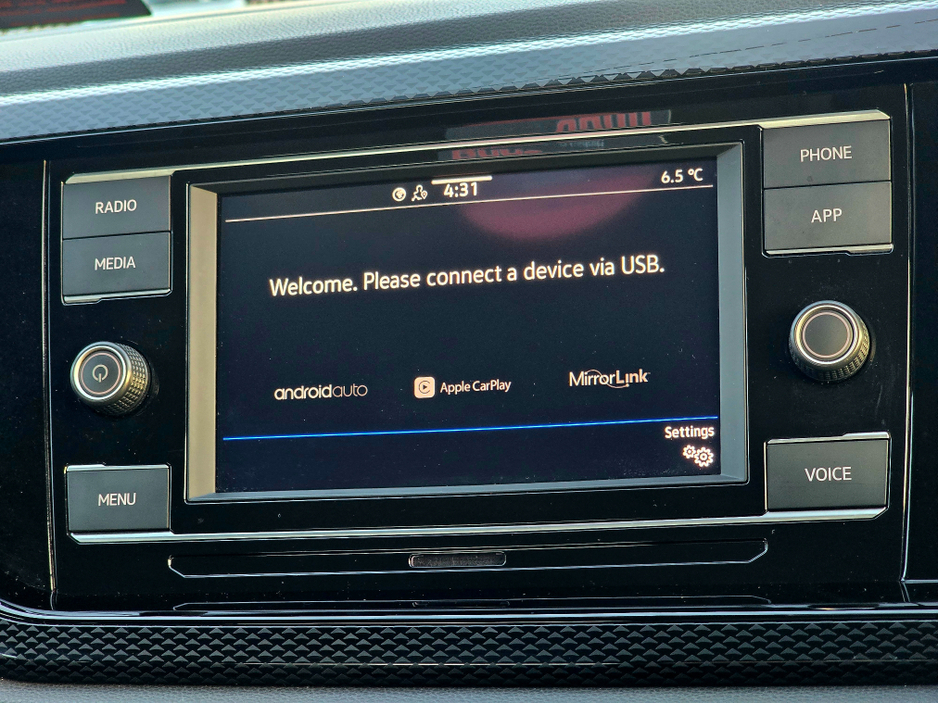 RADIO
MEDIA
MENU
4:31
6.5 °C
Welcome. Please connect a device via USB.
androidauto
Apple CarPlay
MirrorLink
Settings
PHONE
APP
VOICE